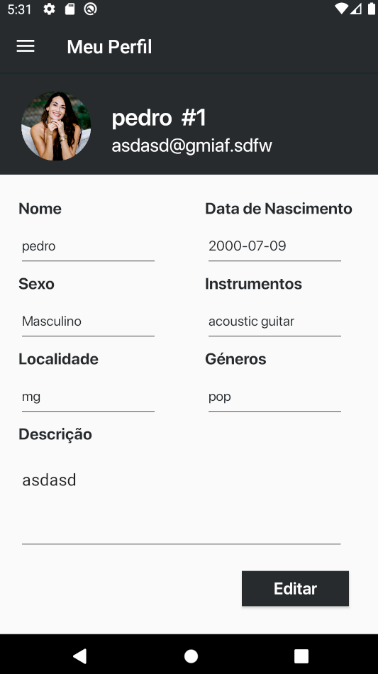 5:31
Meu Perfil
pedro #1
asdasd@gmiaf.sdfw
Nome
Data de Nascimento
pedro
2000-07-09
Sexo
Instrumentos
Masculino
acoustic guitar
Localidade
Géneros
mg
pop
Descrição
asdasd
Editar